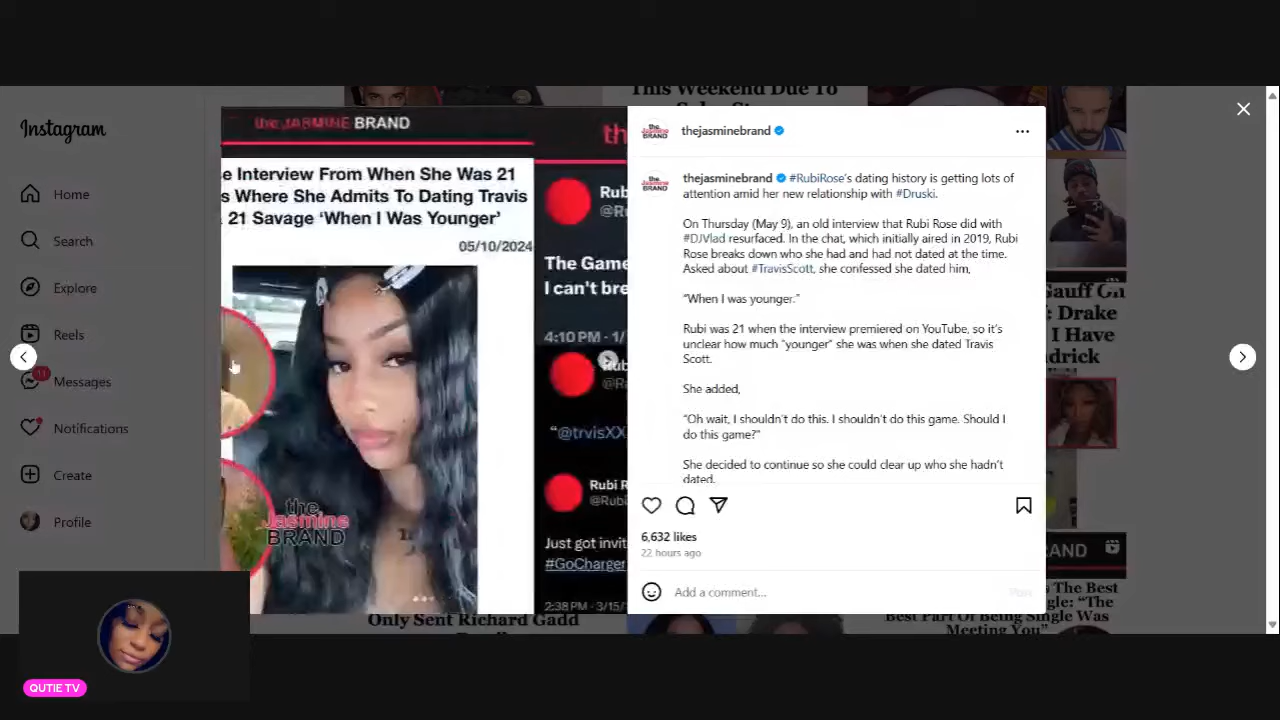 This Weekend Due To
Instagram
Home
Search
Explore
Reels
11
Messages
Notifications
Create
Profile
the JASMINE BRAND
e Interview From When She Was 21
s Where She Admits To Dating Travis
21 Savage ‘When I Was Younger’
05/10/2024
the
Jasmine
BRAND
th
Rub
@Ru
The Game
I can't bre
4:10 PM · 1/
Rub
@Ra
“@trvisXX
Rubi R
@Rubi
Just got invit
#GoCharger
2:38 PM · 3/15/
thejasminebrand
thejasminebrand #RubiRose's dating history is getting lots of
attention amid her new relationship with #Druski.
On Thursday (May 9), an old interview that Rubi Rose did with
#DJVlad resurfaced. In the chat, which initially aired in 2019, Rubi
Rose breaks down who she had and had not dated at the time.
Asked about #TravisScott, she confessed she dated him,
“When I was younger.”
Rubi was 21 when the interview premiered on YouTube, so it's
unclear how much “younger” she was when she dated Travis
Scott.
She added,
“Oh wait, I shouldn't do this. I shouldn't do this game. Should I
do this game?”
She decided to continue so she could clear up who she hadn't
dated.
6,632 likes
22 hours ago
Add a comment...
Post
Gauff On
: Drake
I Have
drick
AND
s To The Best
gle: “The
Best Part Of Being Single Was
Meeting You”
Only Sent Richard Gadd
QUTIE TV